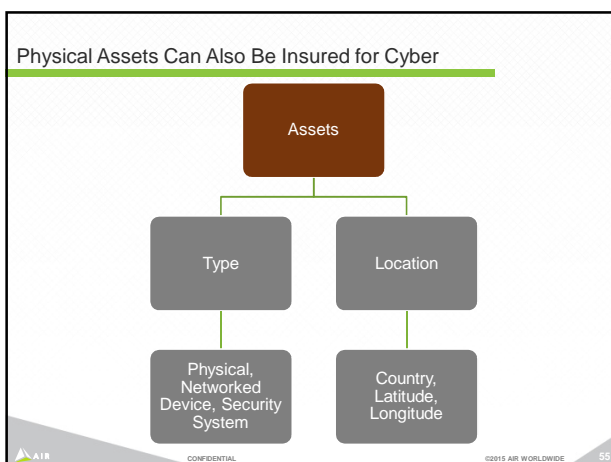 Physical Assets Can Also Be Insured for Cyber
Assets
Type
Location
Physical,
Networked
Device, Security
System
Country,
Latitude,
Longitude
AIR
CONFIDENTIAL
©2015 AIR WORLDWIDE
55